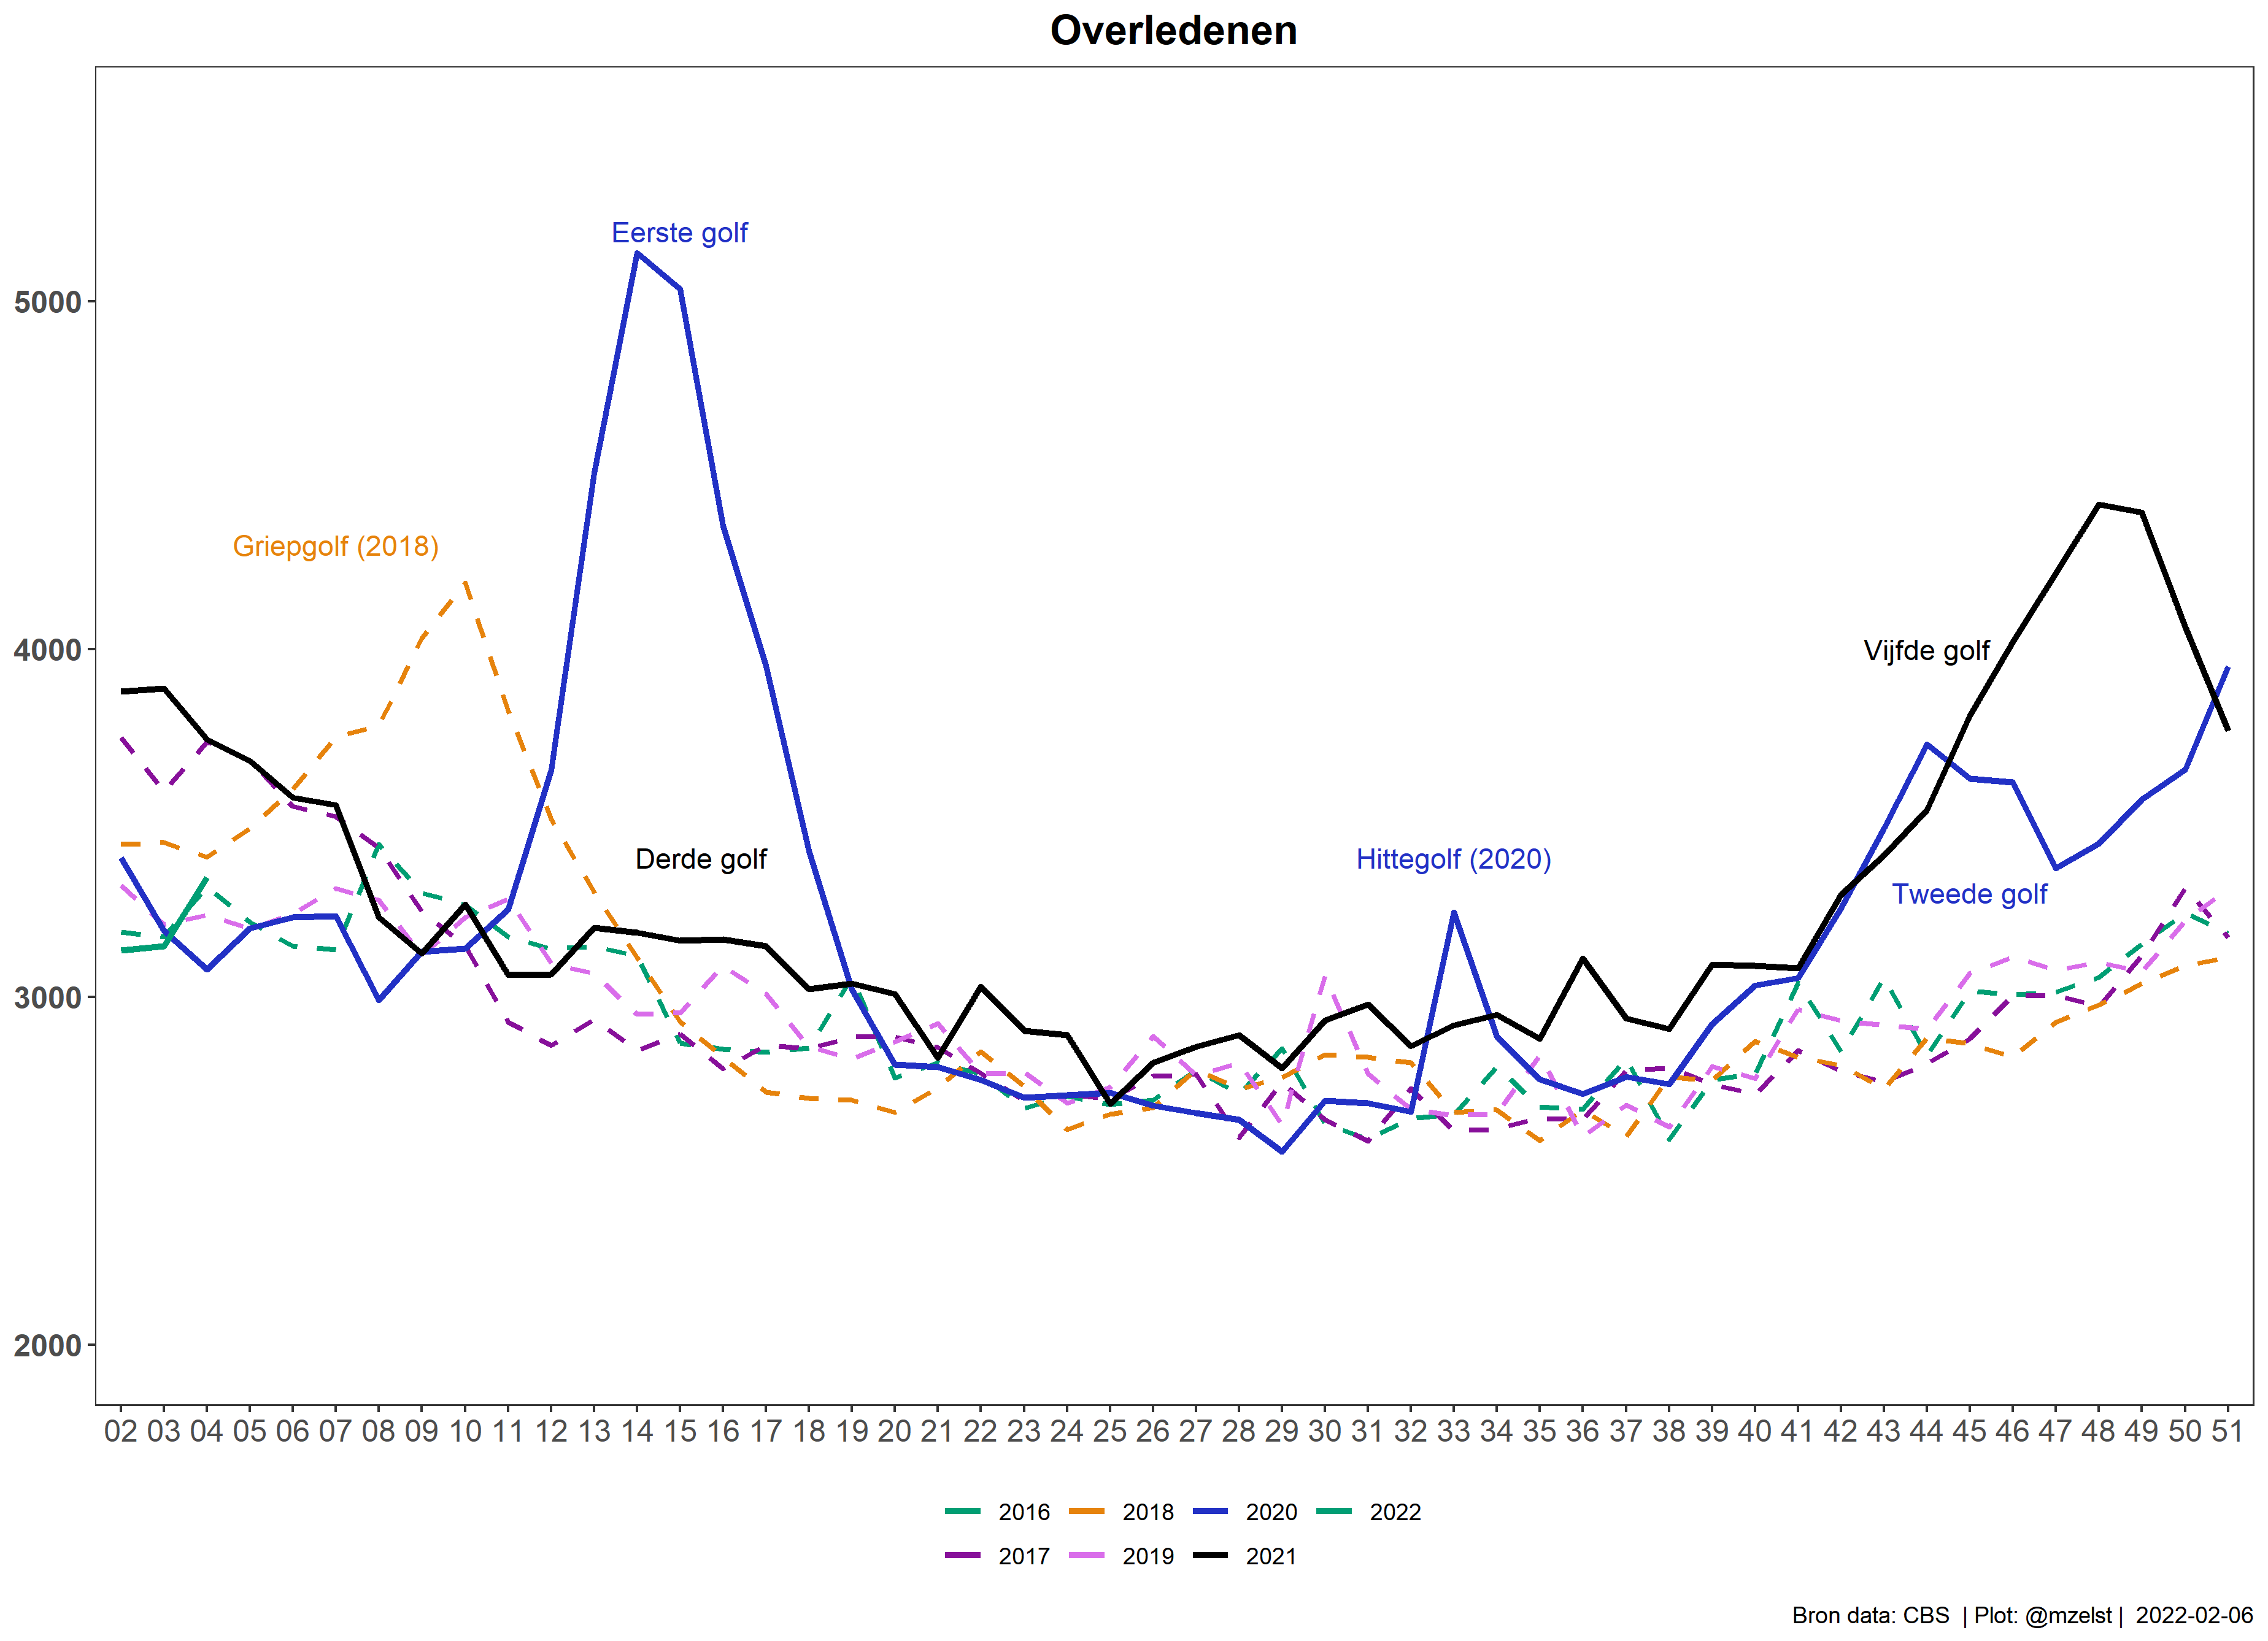 Overledenen
5000
4000
3000
2000
Eerste golf
Griepgolf (2018)
Vijfde golf
Derde golf
Hittegolf (2020)
Tweede golf
02 03 04 05 06 07 08 09 10 11 12 13 14 15 16 17 18 19 20 21 22 23 24 25 26 27 28 29 30 31 32 33 34 35 36 37 38 39 40 41 42 43 44 45 46 47 48 49 50 51
2016 2018 2020 2022
2017 2019 2021
Bron data: CBS | Plot: @mzelst | 2022-02-06